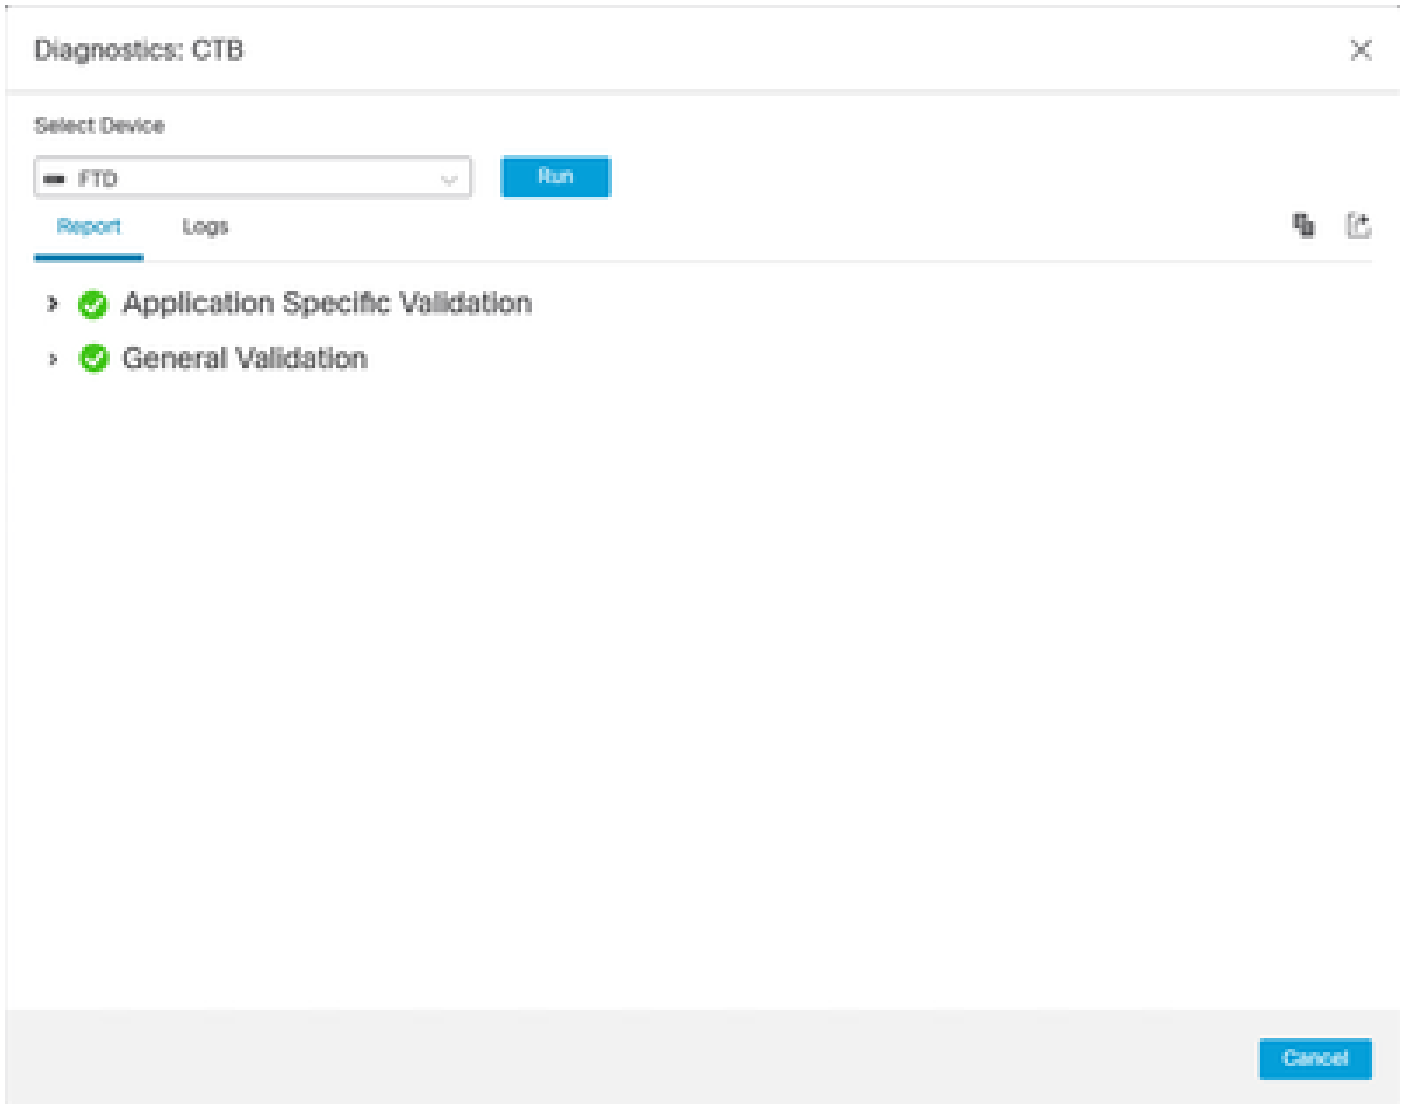 Diagnostics: CTB
Select Device
FTD
Run
Report Logs
Application Specific Validation
General Validation
Cancel